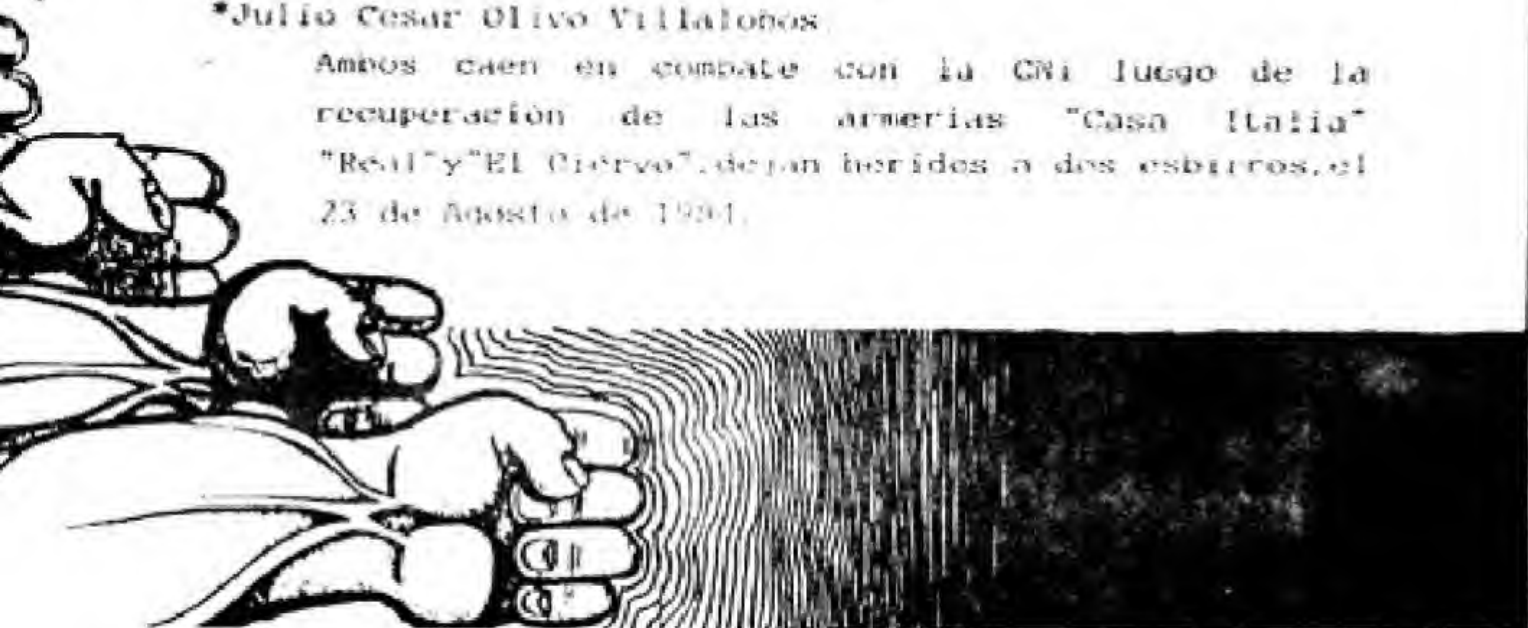 *Julio Cesar Olivo Villalobos
Ambos caen en combate con la CNi luego de la
recuperación de las armerias "Casa Italia"
"Real"y"El Ciervo".dejan heridos a dos esbirros.el
23 de Agosto de